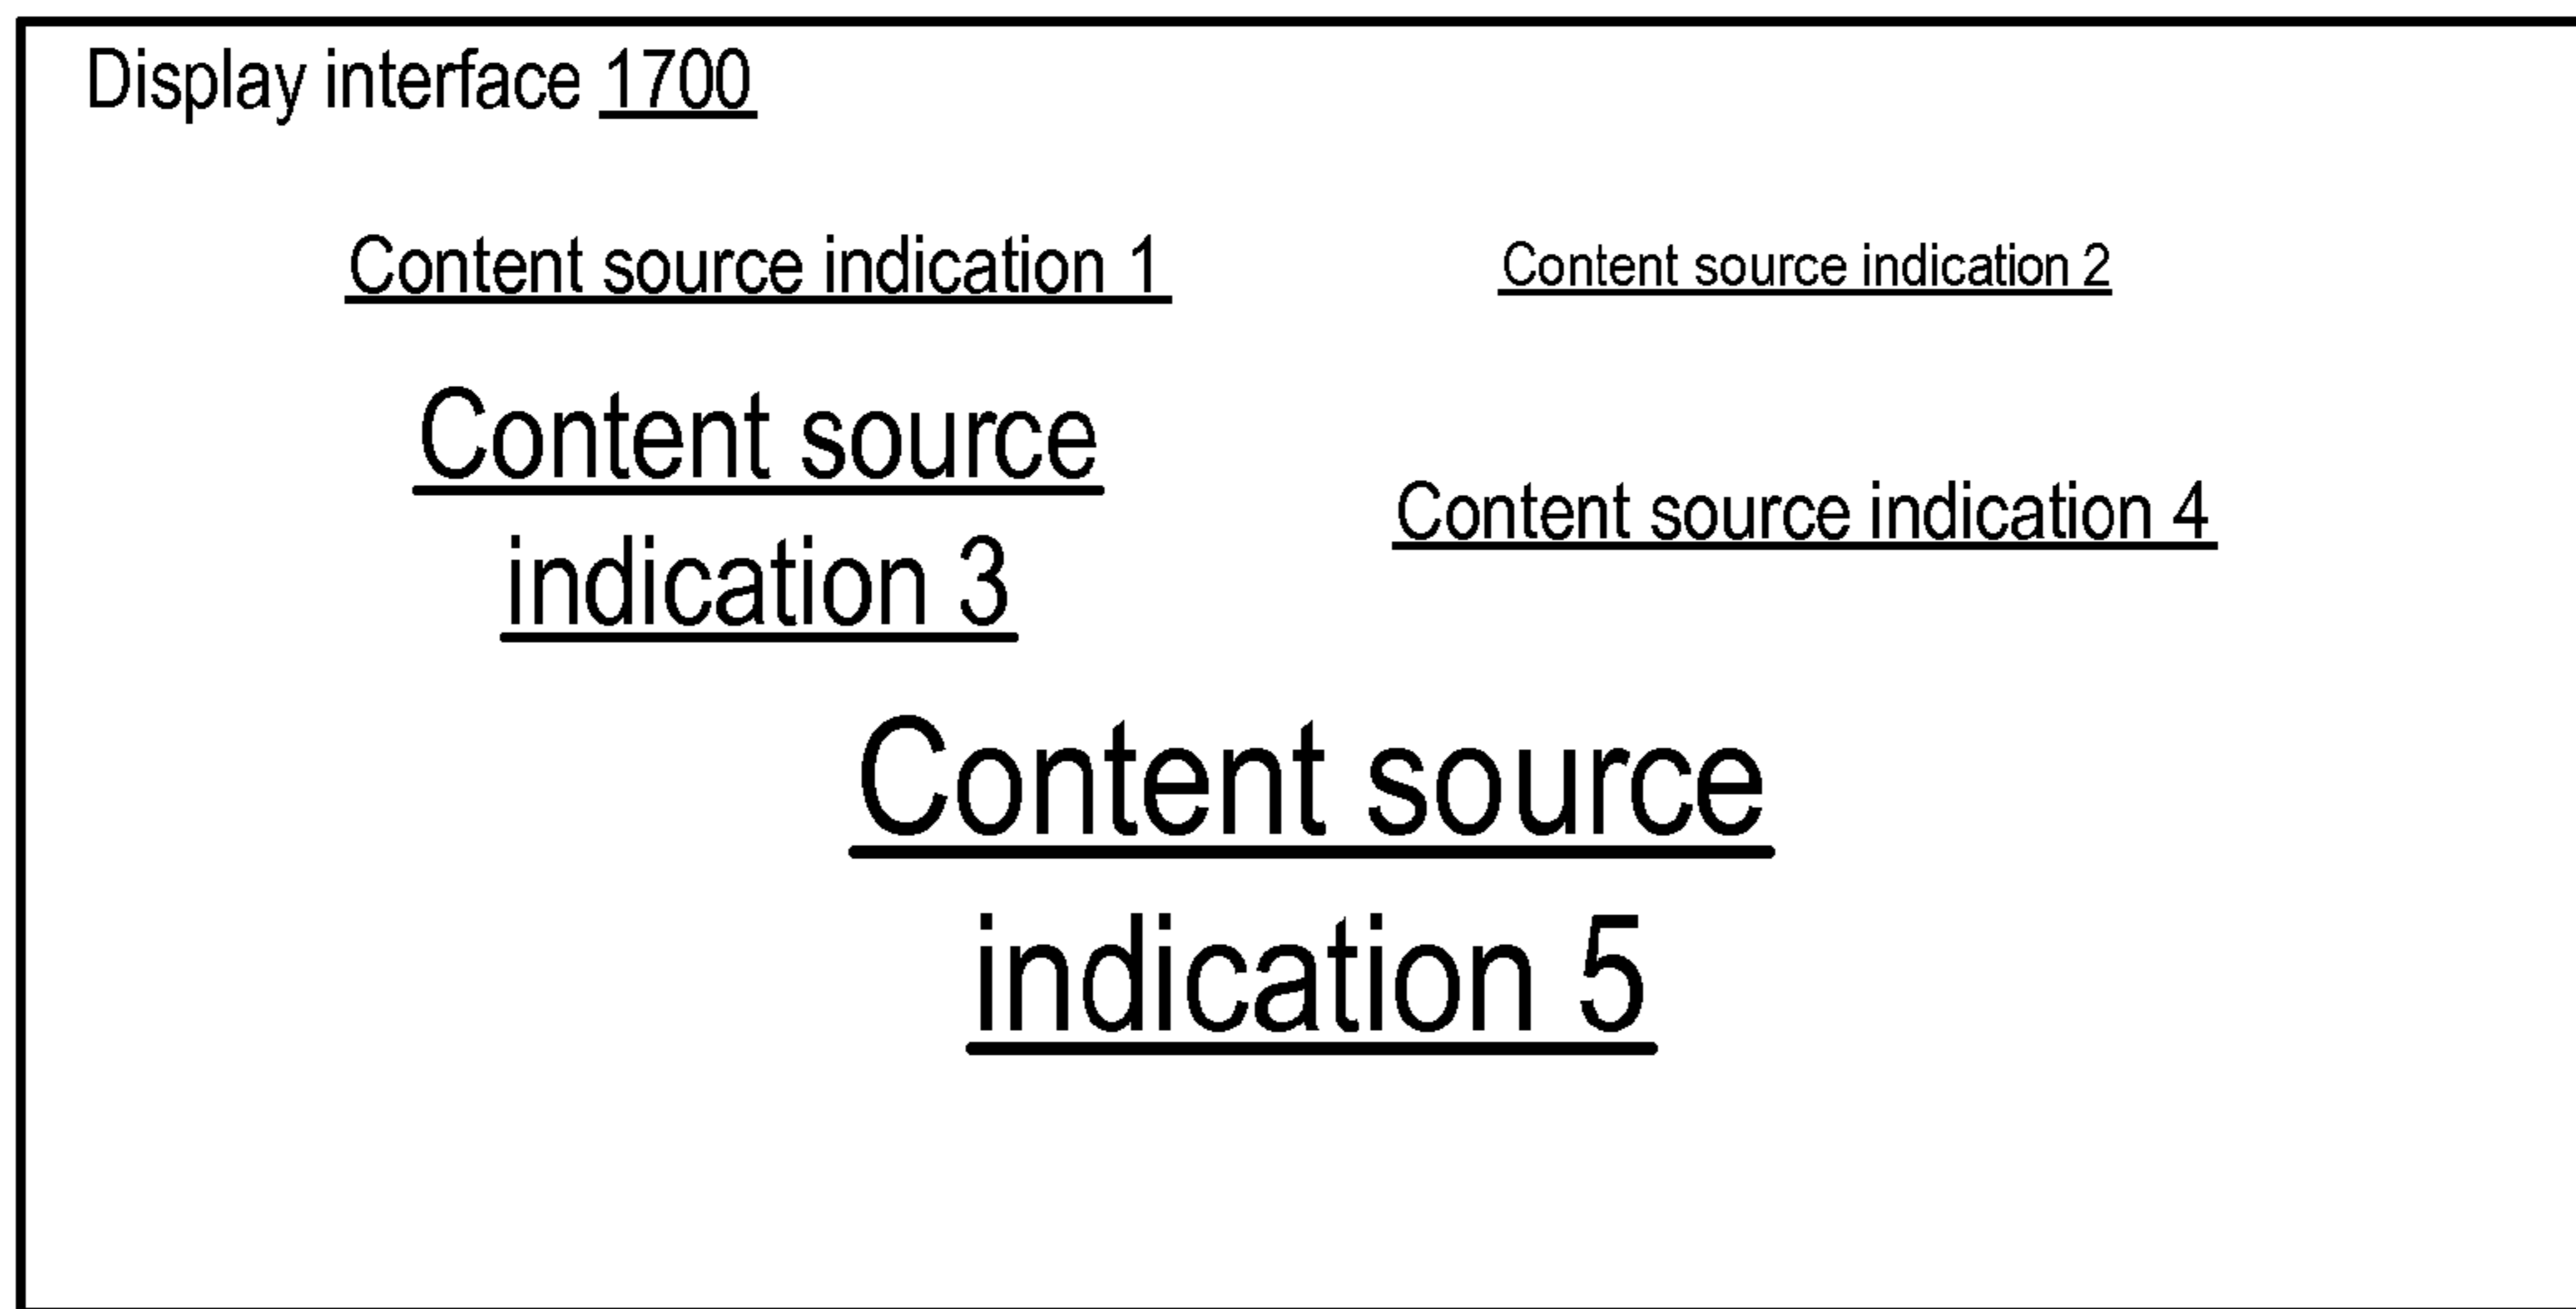 Display interface 1700
Content source indication 1
Content source indication 2
Content source
indication 3
Content source indication 4
Content source
indication 5